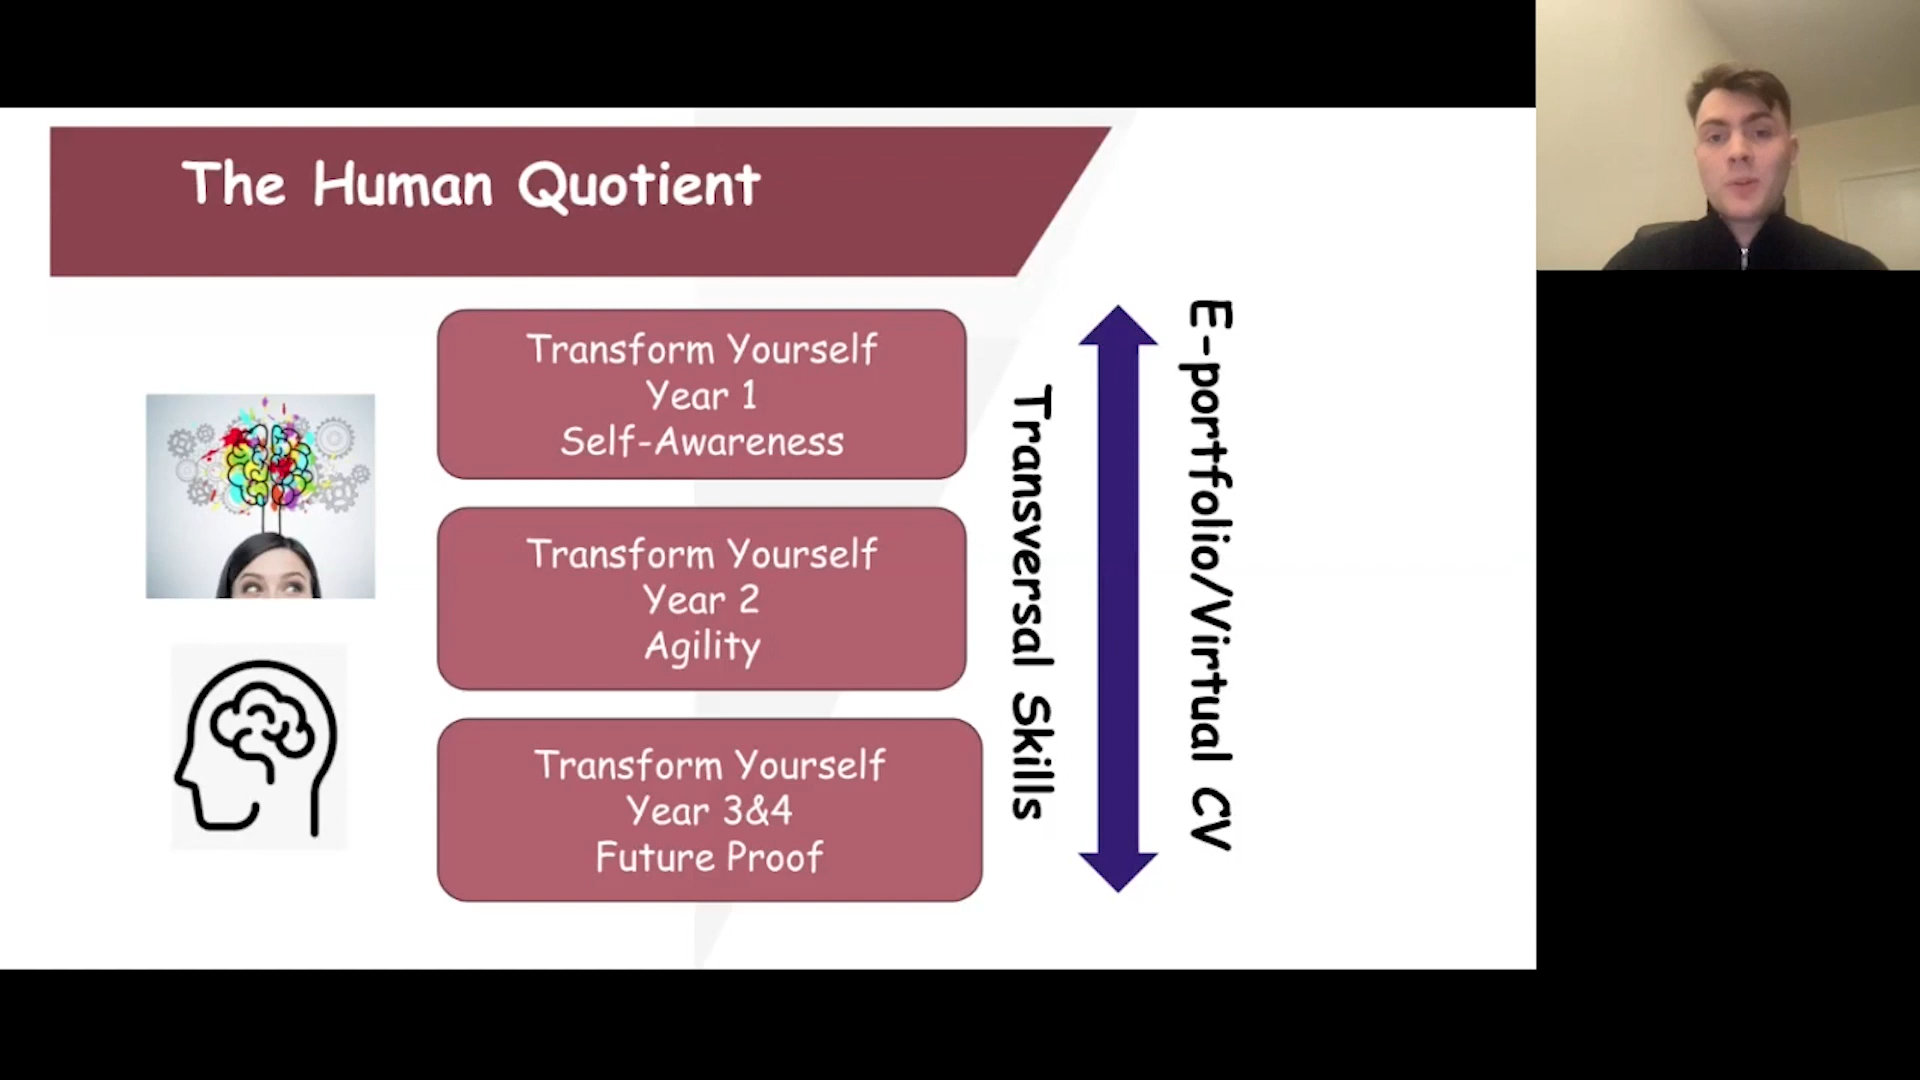 The Human Quotient
Transform Yourself
Year 1
Self-Awareness
Transform Yourself
Year 2
Agility
Transform Yourself
Year 3&4
Future Proof
Transversal Skills
E-portfolio/Virtual CV